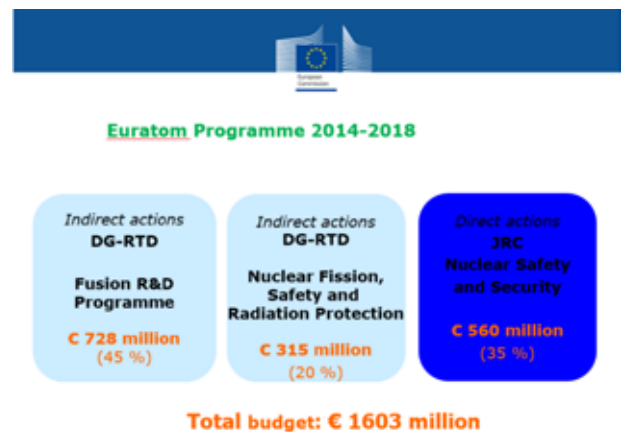 European
Commission
Euratom Programme 2014-2018
Indirect actions
DG-RTD
Fusion R&D
Programme
€ 728 million
(45 %)
Indirect actions
DG-RTD
Nuclear Fission,
Safety and
Radiation Protection
€ 315 million
(20 %)
Direct actions
JRC
Nuclear Safety
and Security
€ 560 million
(35 %)
Total budget: € 1603 million